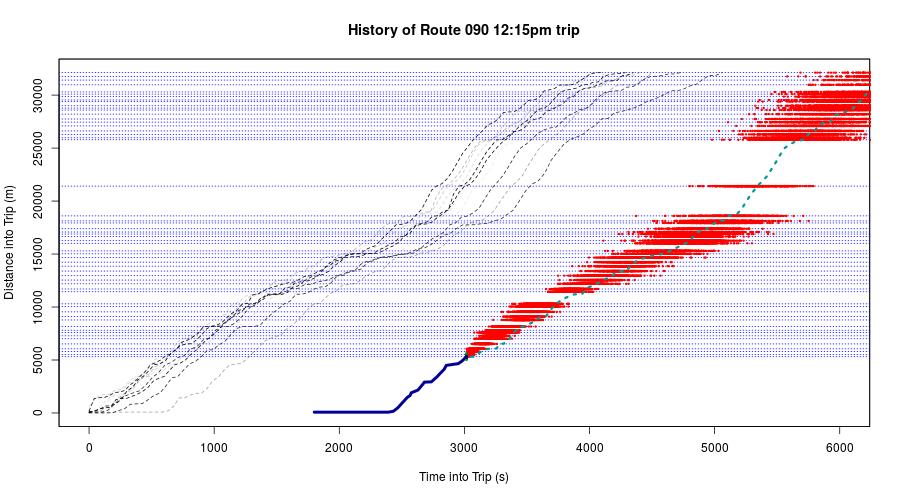 History of Route 090 12:15pm trip
Distance into Trip (m)
30000
25000
20000
15000
10000
5000
0
0 1000 2000 3000 4000 5000 6000
Time into Trip (s)